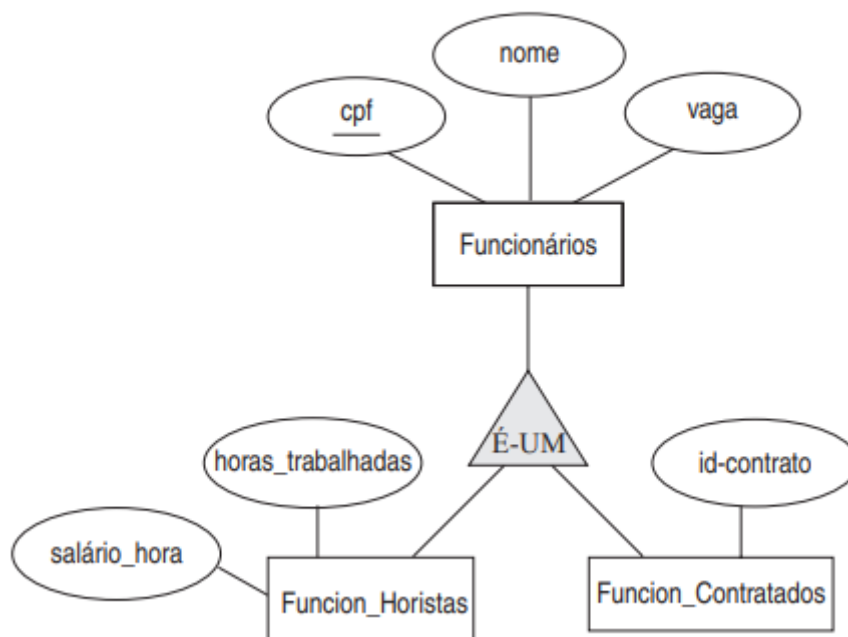 nome
cpf
vaga
Funcionários
É-UM
horas_trabalhadas
id-contrato
salário_hora
Funcion_Horistas
Funcion_Contratados